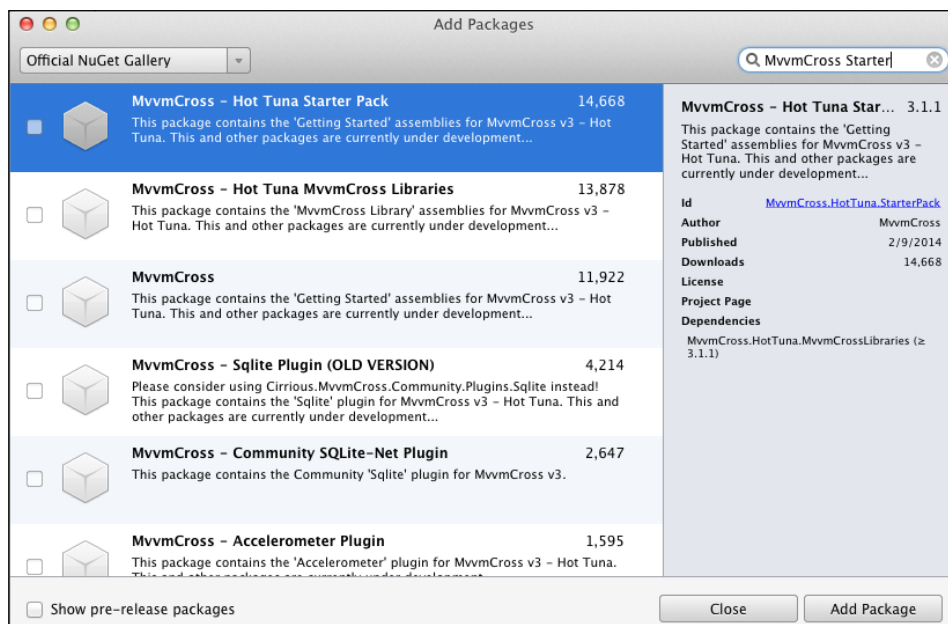 Add Packages
Official NuGet Gallery
MvvmCross Starter
MvvmCross – Hot Tuna Starter Pack 14,668
This package contains the 'Getting Started' assemblies for MvvmCross v3 – Hot
Tuna. This and other packages are currently under development...
MvvmCross – Hot Tuna MvvmCross Libraries 13,878
This package contains the 'MvvmCross Library' assemblies for MvvmCross v3 –
Hot Tuna. This and other packages are currently under development...
MvvmCross 11,922
This package contains the 'Getting Started' assemblies for MvvmCross v3 – Hot
Tuna. This and other packages are currently under development...
MvvmCross – Sqlite Plugin (OLD VERSION) 4,214
Please consider using Cirrious.MvvmCross.Community.Plugins.Sqlite instead!
This package contains the 'Sqlite' plugin for MvvmCross v3 – Hot Tuna. This and
other packages are currently under development...
MvvmCross – Community SQLite-Net Plugin 2,647
This package contains the Community 'Sqlite' plugin for MvvmCross v3.
MvvmCross – Accelerometer Plugin 1,595
This package contains the 'Accelerometer' plugin for MvvmCross v3 – Hot Tuna.
This and other packages are currently under development
MvvmCross – Hot Tuna Star... 3.1.1
This package contains the 'Getting
Started' assemblies for MvvmCross v3 –
Hot Tuna. This and other packages are
currently under development...
Id MvvmCross.HotTuna.StarterPack
Author MvvmCross
Published 2/9/2014
Downloads 14,668
License
Project Page
Dependencies
MvvmCross.HotTuna.MvvmCrossLibraries (≥
3.1.1)
Show pre-release packages
Close
Add Package